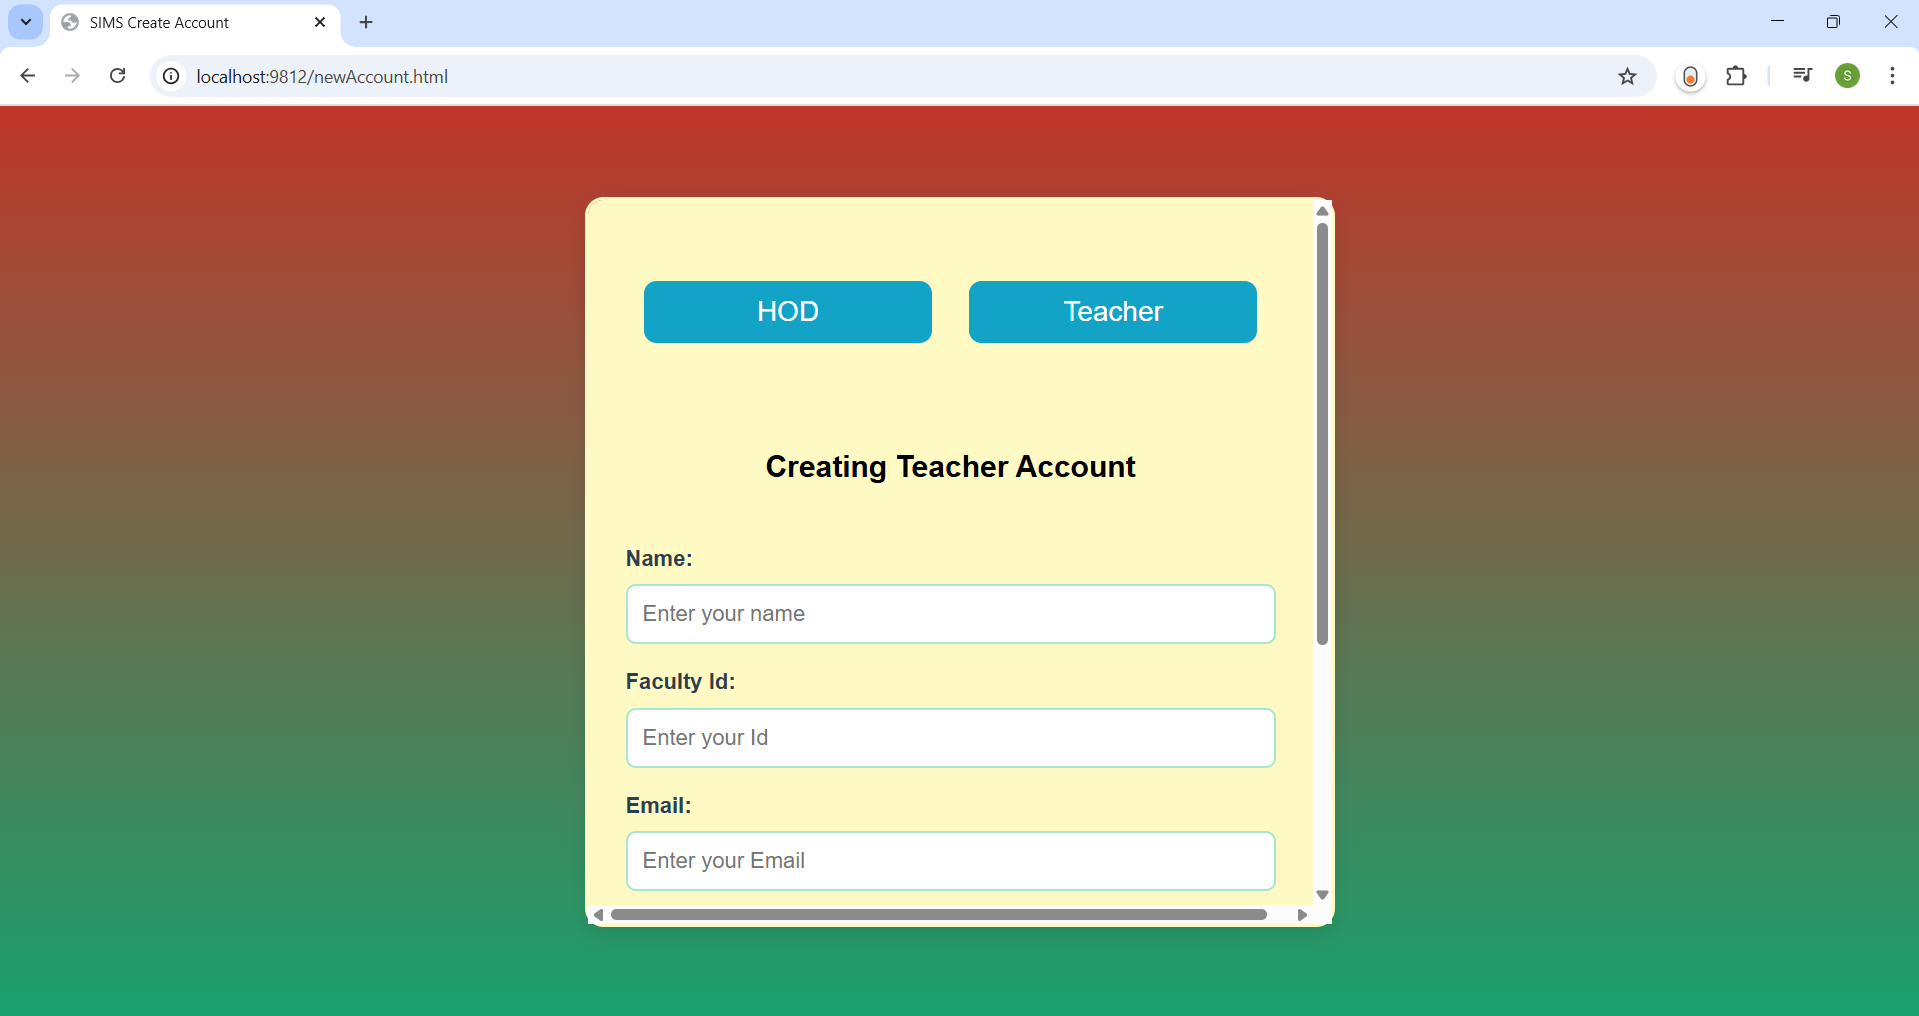 SIMS Create Account
localhost:9812/newAccount.html
S
HOD
Teacher
Creating Teacher Account
Name:
Enter your name
Faculty Id:
Enter your Id
Email:
Enter your Email